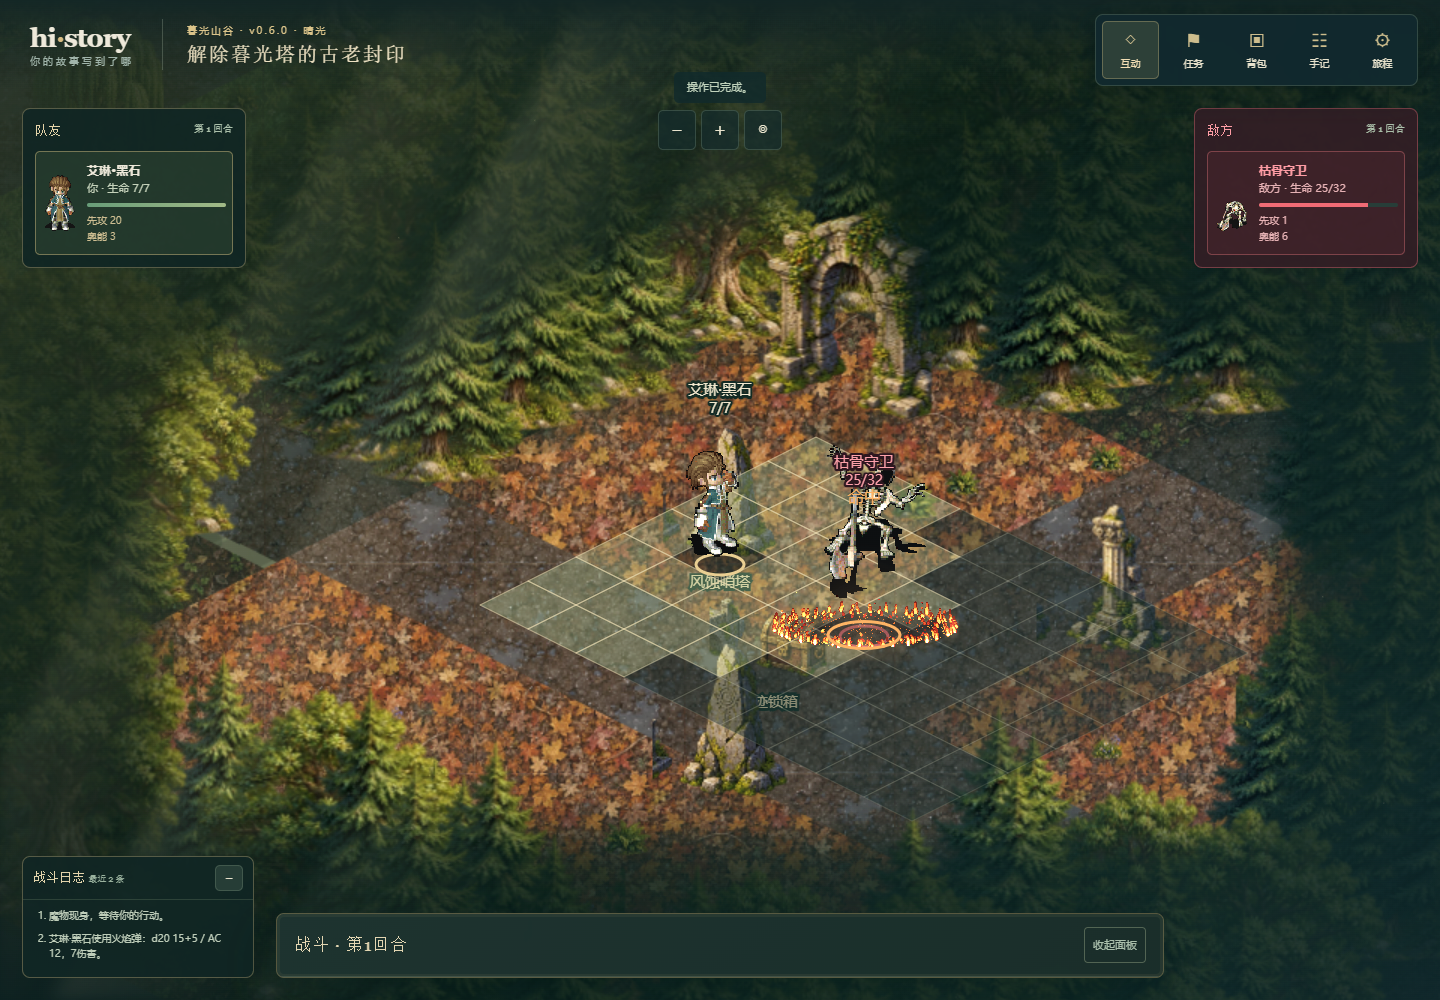 hi·story
你的故事写到了哪
暮光山谷 · v0.6.0 · 晴光
解除暮光塔的古老封印
互动
任务
背包
手记
旅程
操作已完成。
− + ⊚
队友 第1回合
艾琳·黑石
你 · 生命 7/7
先攻 20
奥能 3
敌方 第1回合
枯骨守卫
敌方 · 生命 25/32
先攻 1
奥能 6
艾琳·黑石
7/7
枯骨守卫
25/32
风蚀哨塔
锁箱
战斗日志 最近 2 条
−
1. 魔物现身，等待你的行动。
2. 艾琳·黑石使用火焰弹：d20 15+5 / AC
12，7伤害。
战斗 · 第1回合
收起面板